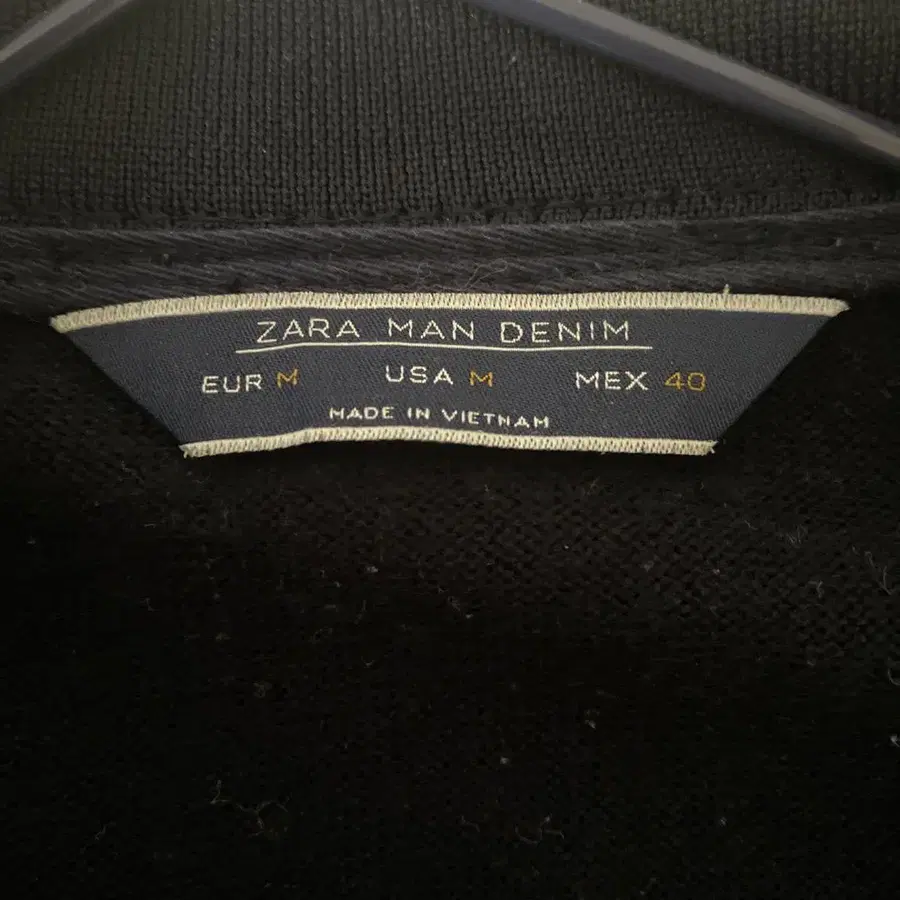 ZARA MAN DENIM
EUR M USA M MEX 40
MADE IN VIETNAM